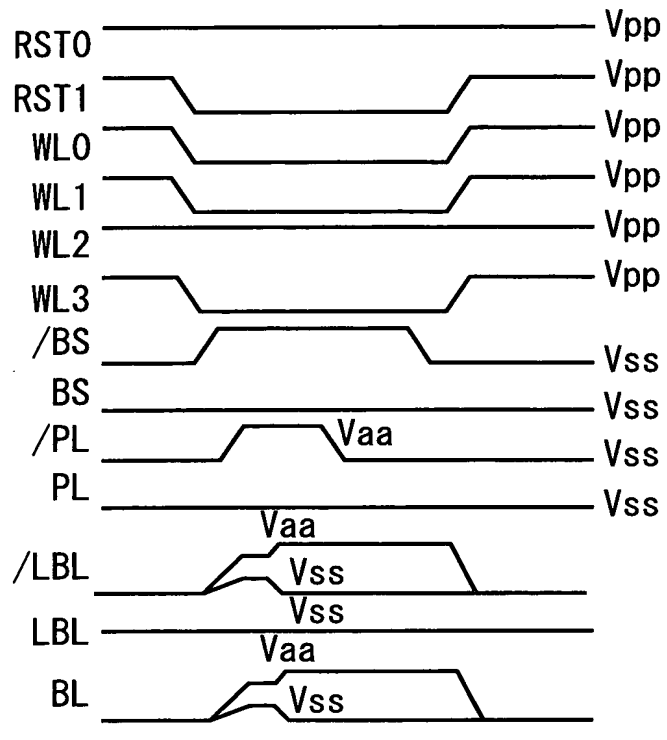 RST0 Vpp
RST1 Vpp
WL0 Vpp
WL1 Vpp
WL2 Vpp
WL3 Vpp
/BS Vss
BS Vss
/PL Vaa Vss
PL Vss
Vaa
/LBL Vss
Vss
LBL
Vaa
BL Vss